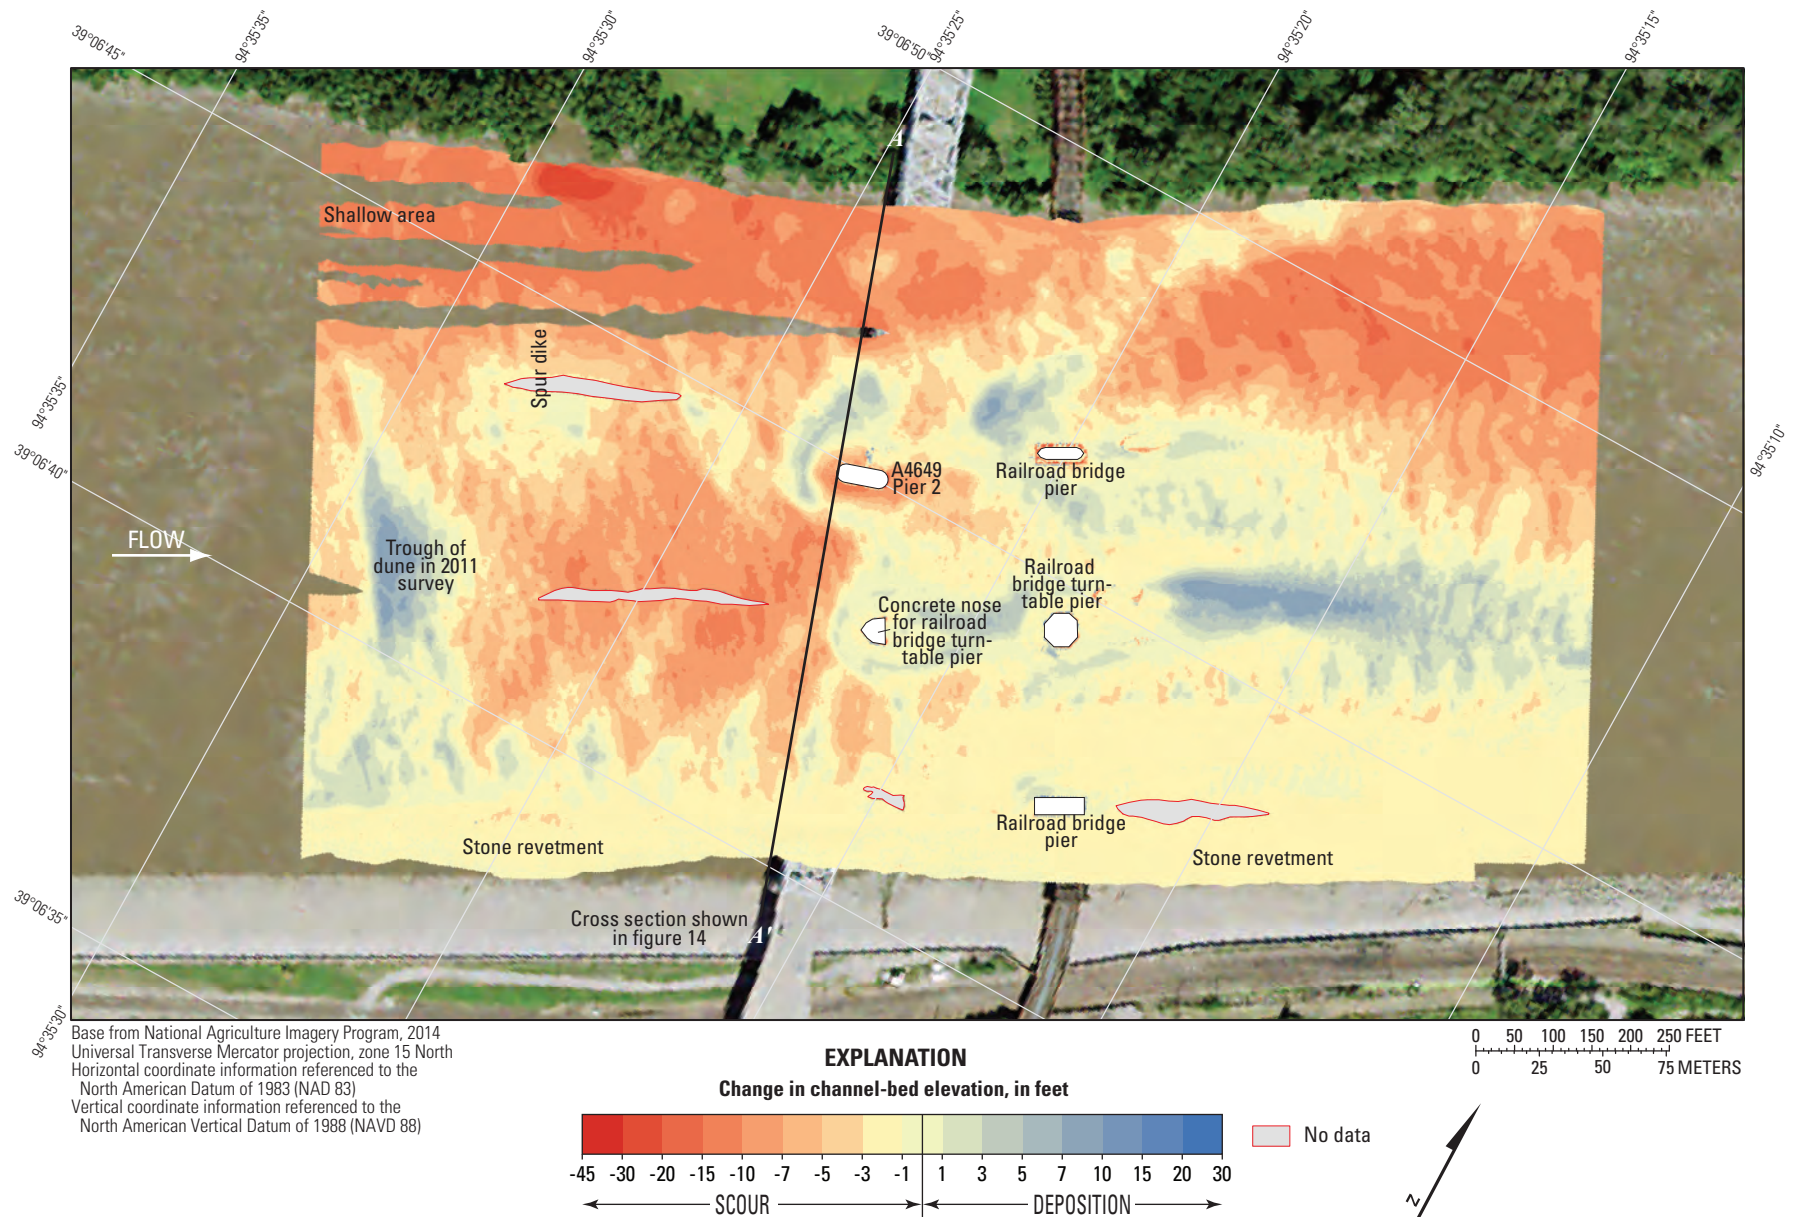 39°06'45"
94°35'35"
94°35'30"
39°06'50"
94°35'25"
94°35'20"
94°35'15"
A
Shallow area
Spur dike
94°35'35"
39°06'40"
94°35'10"
A4649
Pier 2
Railroad bridge
pier
FLOW
Trough of
dune in 2011
survey
Railroad
bridge turn-
table pier
Concrete nose
for railroad
bridge turn-
table pier
Railroad bridge
pier
Stone revetment
Stone revetment
39°06'35"
Cross section shown
in figure 14
A'
94°35'30"
Base from National Agriculture Imagery Program, 2014
Universal Transverse Mercator projection, zone 15 North
Horizontal coordinate information referenced to the
North American Datum of 1983 (NAD 83)
Vertical coordinate information referenced to the
North American Vertical Datum of 1988 (NAVD 88)
0 50 100 150 200 250 FEET
0 25 50 75 METERS
EXPLANATION
Change in channel-bed elevation, in feet
-45 -30 -20 -15 -10 -7 -5 -3 -1 1 3 5 7 10 15 20 30
SCOUR DEPOSITION
No data
N